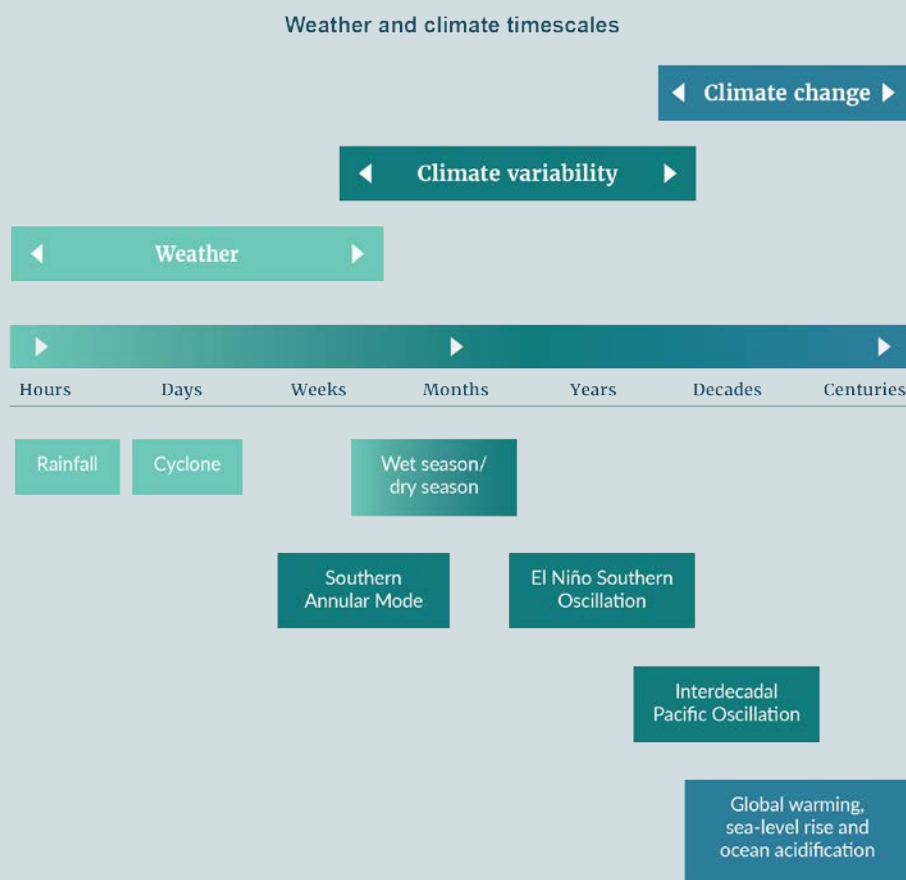 Weather and climate timescales
Climate change
Climate variability
Weather
Hours Days Weeks Months Years Decades Centuries
Rainfall
Cyclone
Wet season/
dry season
Southern
Annular Mode
El Niño Southern
Oscillation
Interdecadal
Pacific Oscillation
Global warming,
sea-level rise and
ocean acidification